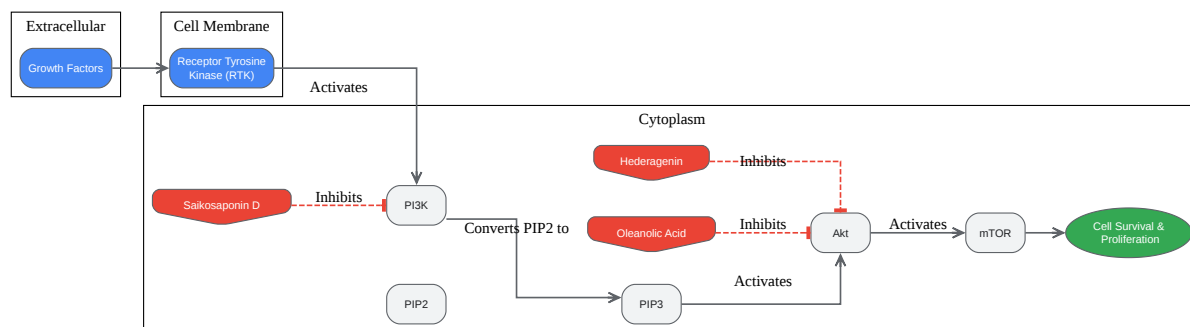 Extracellular
Cell Membrane
Growth Factors
Receptor Tyrosine
Kinase (RTK)
Activates
Cytoplasm
Hederagenin
Inhibits
Saikosaponin D
Inhibits
PI3K
Converts PIP2 to
Oleanolic Acid
Inhibits
Akt
Activates
mTOR
Cell Survival &
Proliferation
Activates
PIP2
PIP3